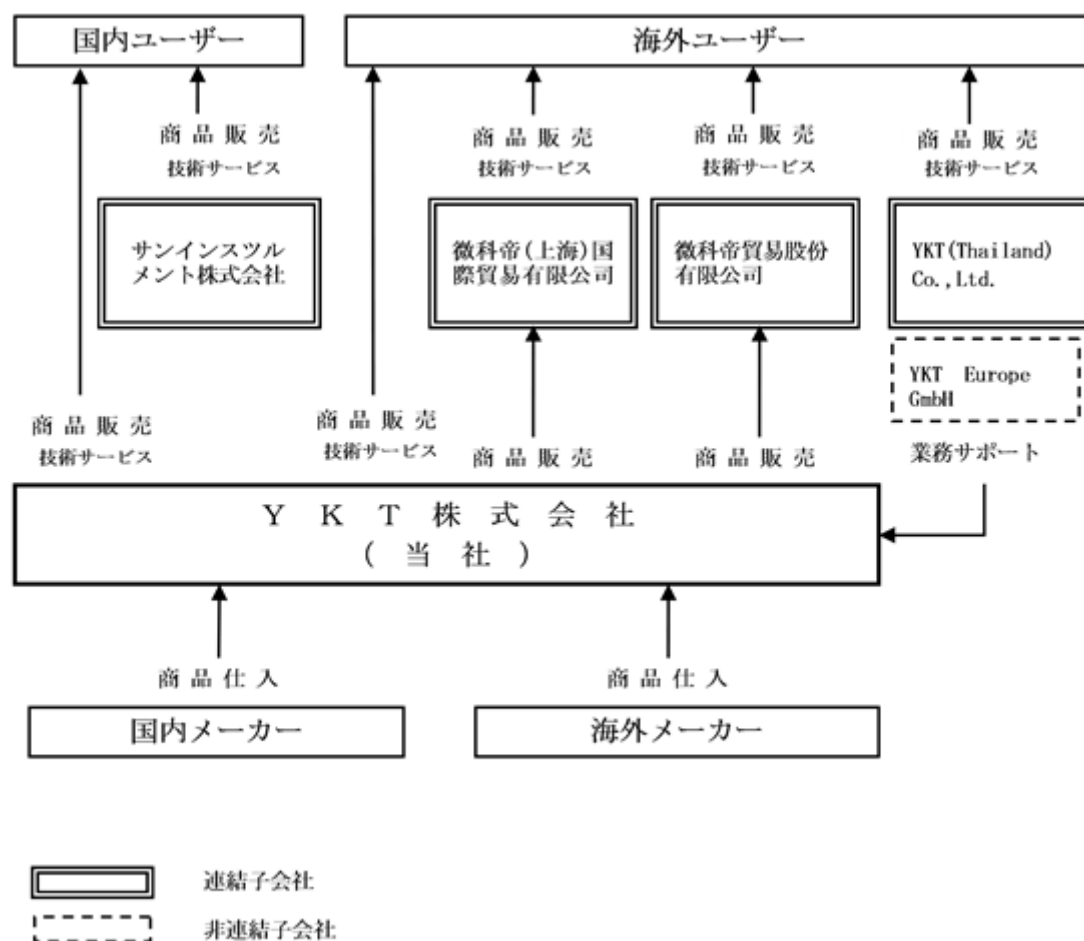 国内ユーザー
海外ユーザー
商品販売
技術サービス
商品販売
技術サービス
商品販売
技術サービス
商品販売
技術サービス
サンインスツル
メント株式会社
微科帝(上海)国
際貿易有限公司
微科帝貿易股份
有限公司
YKT(Thailand)
Co.,Ltd.
YKT Europe
GmbH
商品販売
技術サービス
商品販売
技術サービス
商品販売
商品販売
業務サポート
YKT株式会社
(当社)
商品仕入
商品仕入
国内メーカー
海外メーカー
連結子会社
非連結子会社